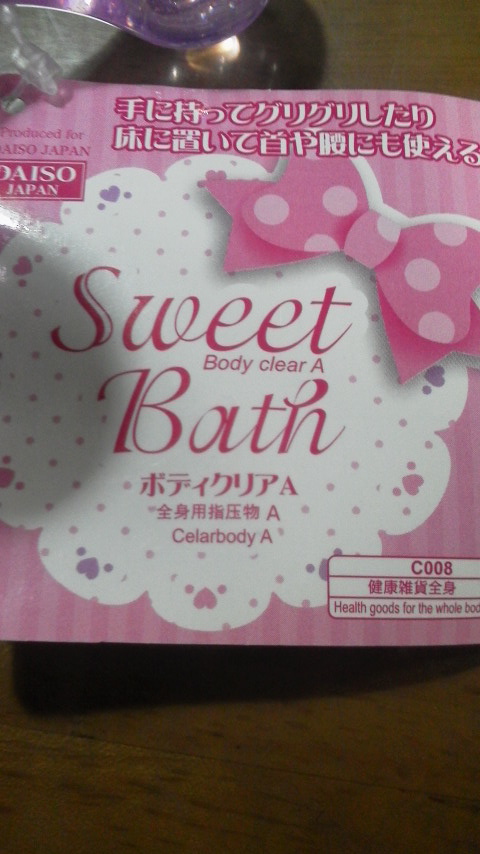 手に持ってグリグリしたり
床に置いて首や腰にも使える
Produced for
DAISO JAPAN
DAISO
JAPAN
Sweet
Body clear A
Bath
ボディクリアA
全身用指压物 A
Celarbody A
C008
健康雑貨全身
Health goods for the whole body